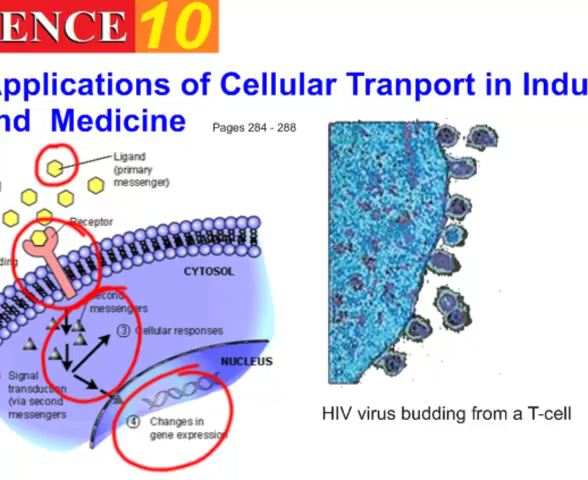 ENCE 10
Applications of Cellular Tranport in Indu
nd Medicine
Pages 284 - 288
Ligand
(primary
messenger)
Receptor
ding
CYTOSOL
second
messengers
③ Cellular responses
NUCLEUS
Signal
transduction
(via second
messengers
④ Changes in
gene expression
HIV virus budding from a T-cell